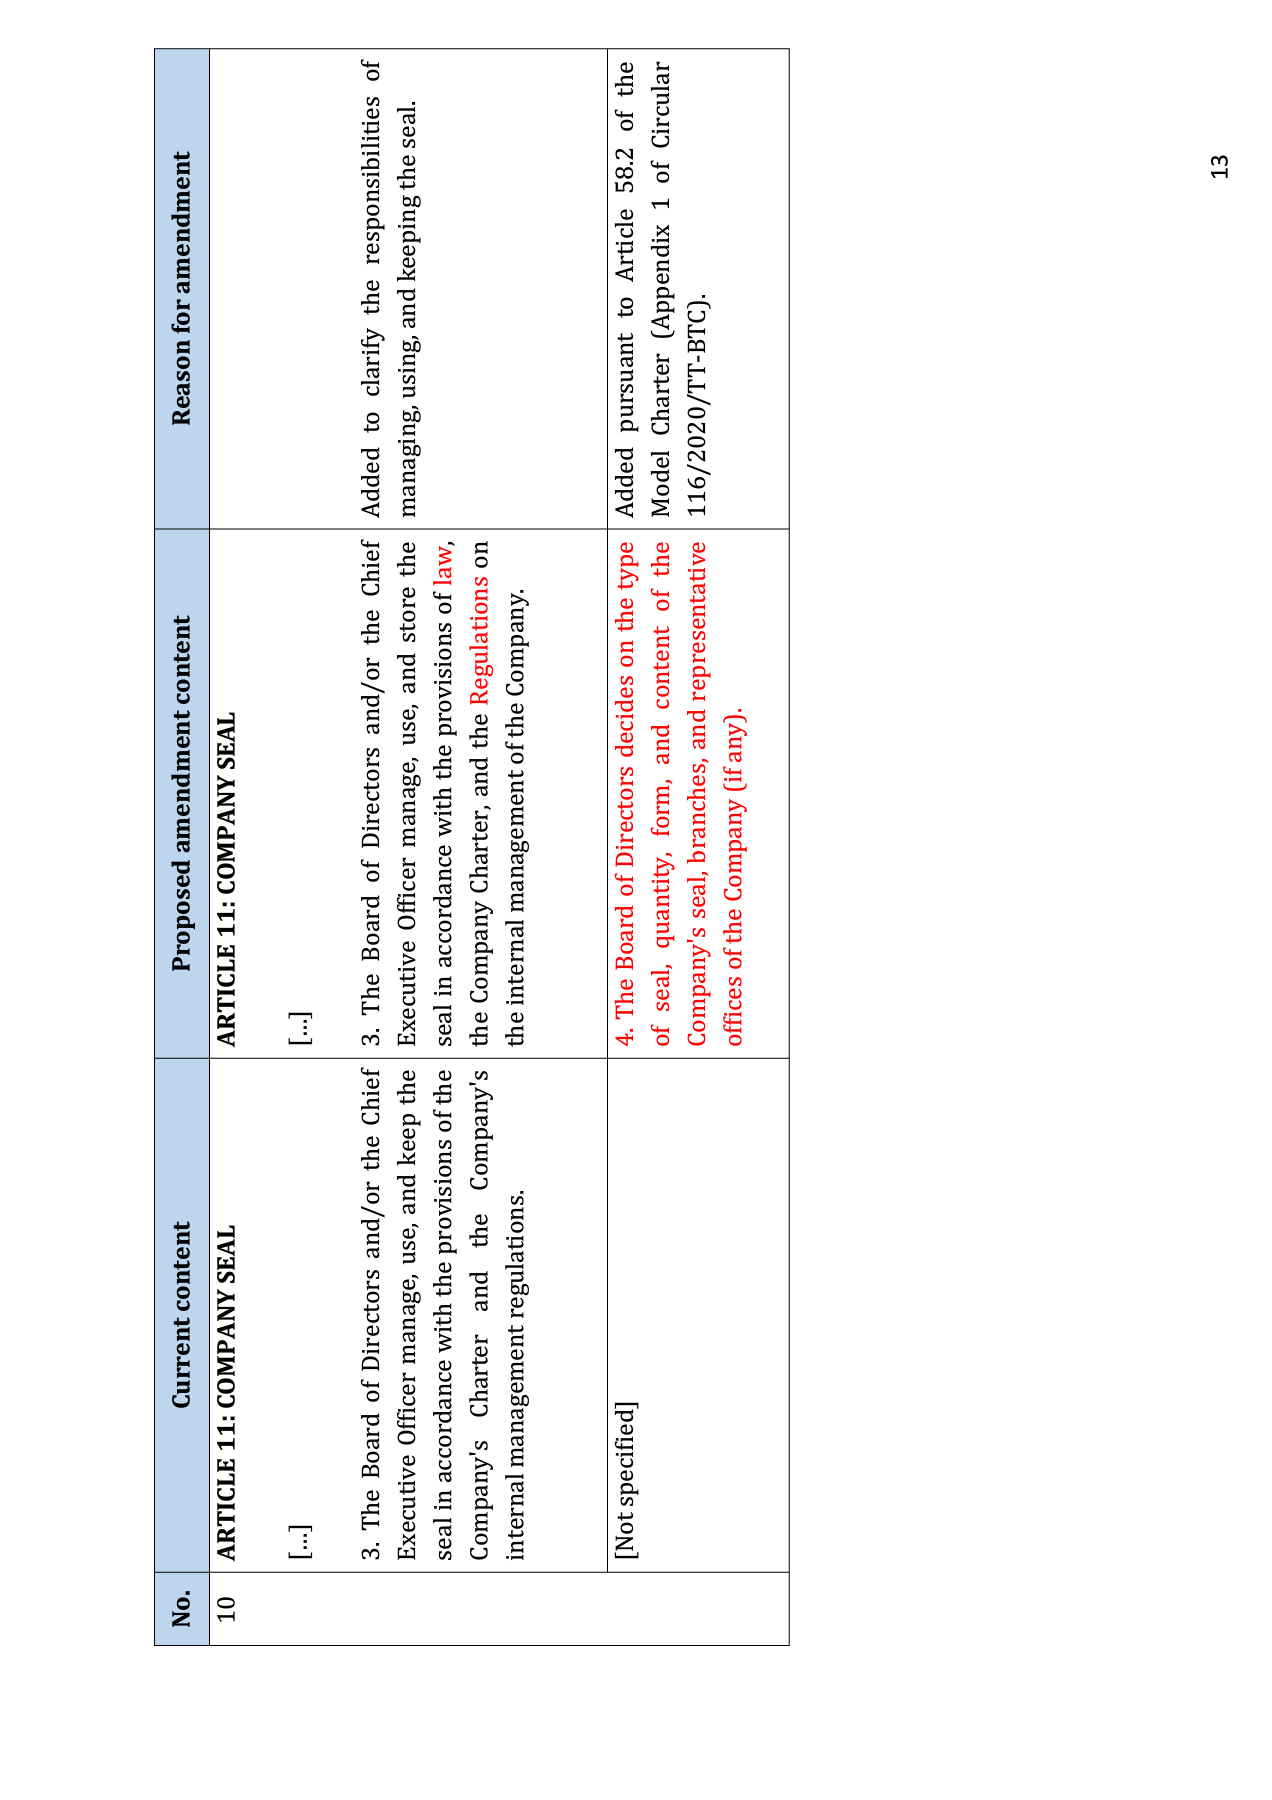 No.
Current content
Proposed amendment content
Reason for amendment
10
ARTICLE 11: COMPANY SEAL
[...]
3. The Board of Directors and/or the Chief
Executive Officer manage, use, and keep the
seal in accordance with the provisions of the
Company's Charter and the Company's
internal management regulations.
ARTICLE 11: COMPANY SEAL
[...]
3. The Board of Directors and/or the Chief
Executive Officer manage, use, and store the
seal in accordance with the provisions of law,
the Company Charter, and the Regulations on
the internal management of the Company.
Added to clarify the responsibilities of
managing, using, and keeping the seal.
[Not specified]
4. The Board of Directors decides on the type
of seal, quantity, form, and content of the
Company's seal, branches, and representative
offices of the Company (if any).
Added pursuant to Article 58.2 of the
Model Charter (Appendix 1 of Circular
116/2020/TT-BTC).
13